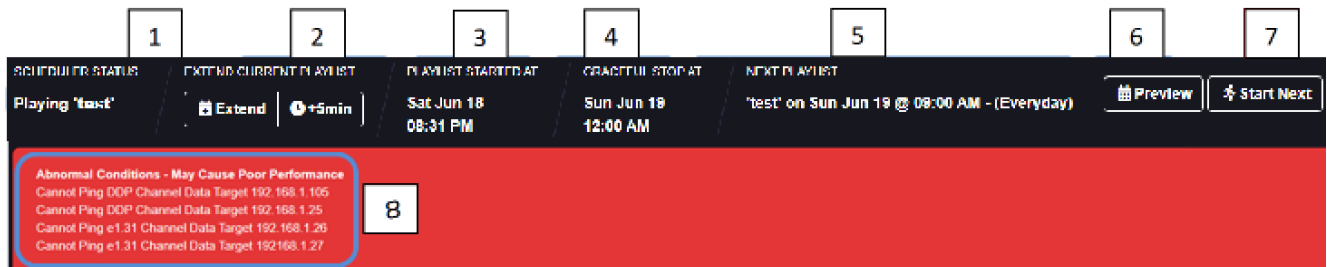 1 2 3 4 5 6 7
SCHEDULER STATUS EXTEND CURRENT PLAYLIST PLAYLIST STARTED AT GRACEFUL STOP AT NEXT PLAYLIST
Playing 'test' Extend +5min Sat Jun 18 Sun Jun 19 'test' on Sun Jun 19 @ 09:00 AM - (Everyday) Preview Start Next
08:31 PM 12:00 AM
Abnormal Conditions - May Cause Poor Performance
Cannot Ping DDP Channel Data Target 192.168.1.105
Cannot Ping DDP Channel Data Target 192.168.1.25
8
Cannot Ping e1.31 Channel Data Target 192.168.1.26
Cannot Ping e1.31 Channel Data Target 192168.1.27